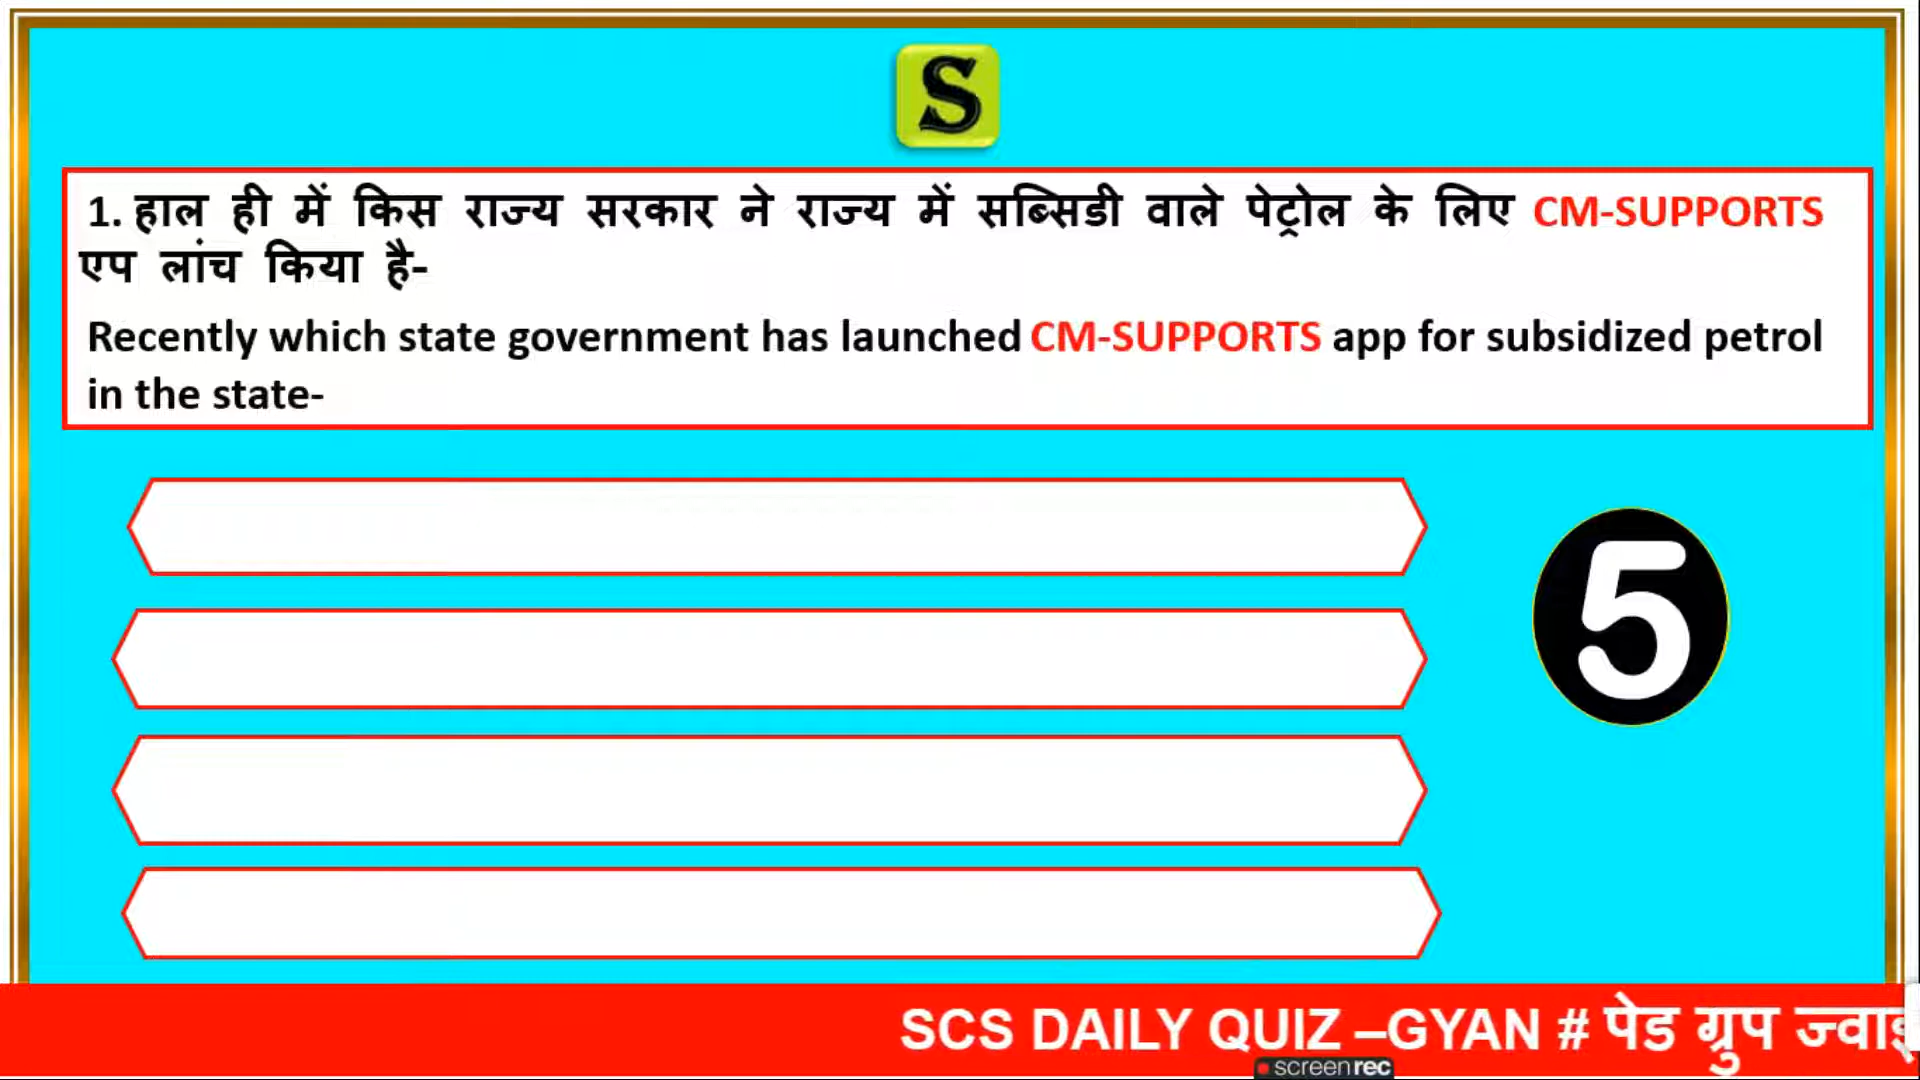 S
1. हाल ही में किस राज्य सरकार ने राज्य में सब्सिडी वाले पेट्रोल के लिए CM-SUPPORTS
एप लांच किया है-
Recently which state government has launched CM-SUPPORTS app for subsidized petrol
in the state-
5
SCS DAILY QUIZ –GYAN # पेड ग्रुप
screenrec